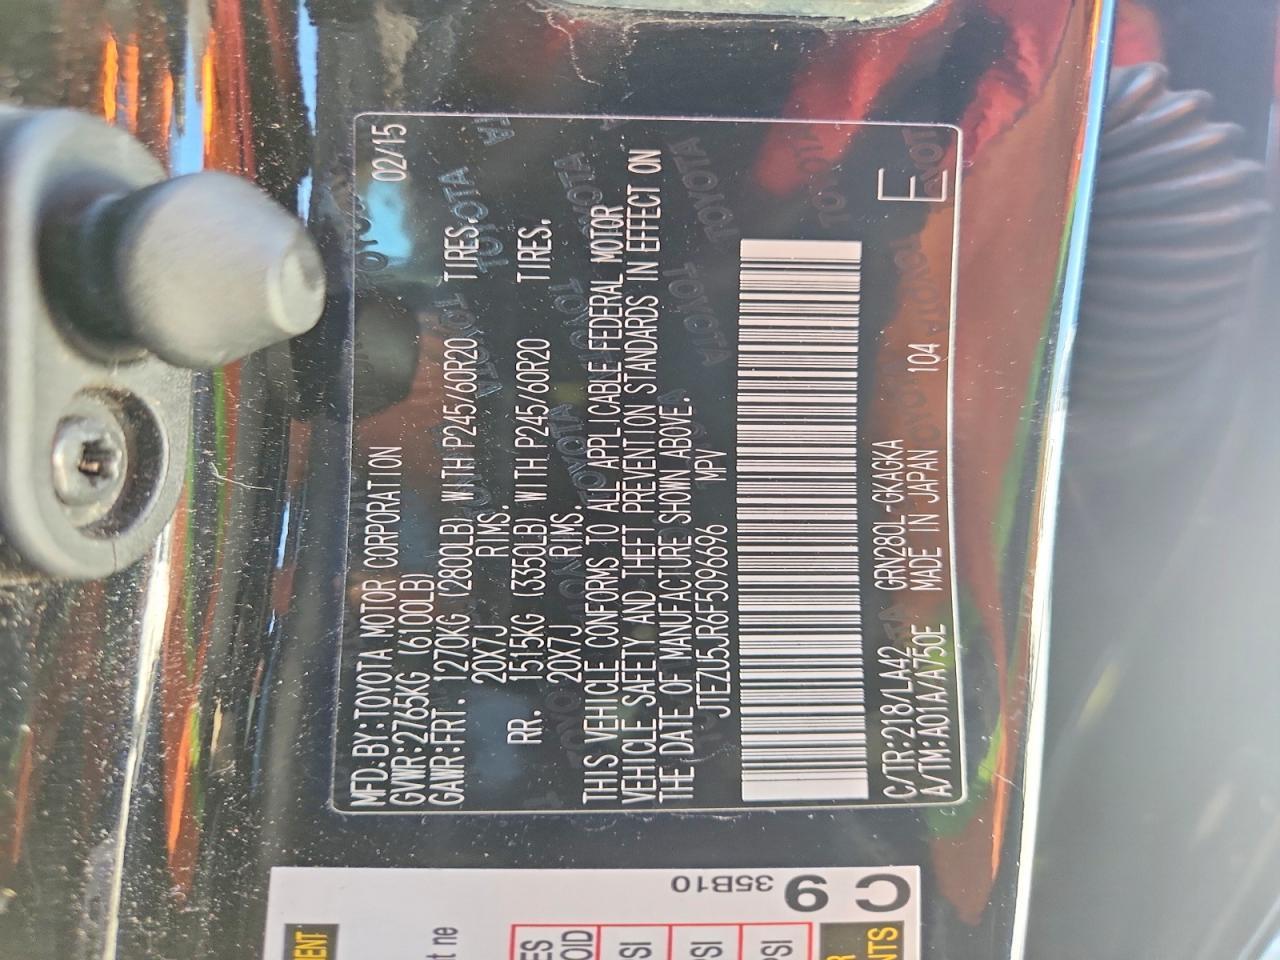 MFD.BY:TOYOTA MOTOR CORPORATION 02/15
GVWR:2765KG (6100LB)
GAWR:FRT. 1270KG (2800LB) WITH P245/60R20 TIRES,
20X7J RIMS.
RR. 1515KG (3350LB) WITH P245/60R20 TIRES.
20X7J RIMS.
THIS VEHICLE CONFORMS TO ALL APPLICABLE FEDERAL MOTOR
VEHICLE SAFETY AND THEFT PREVENTION STANDARDS IN EFFECT ON
THE DATE OF MANUFACTURE SHOWN ABOVE.
JTEZU5JR6F5096696 MPV
C/TR:218/LA42 GRN280L-GKAGKA
A/TM:A01A/A750E MADE IN JAPAN 104 E
35B10
C 9
PSI